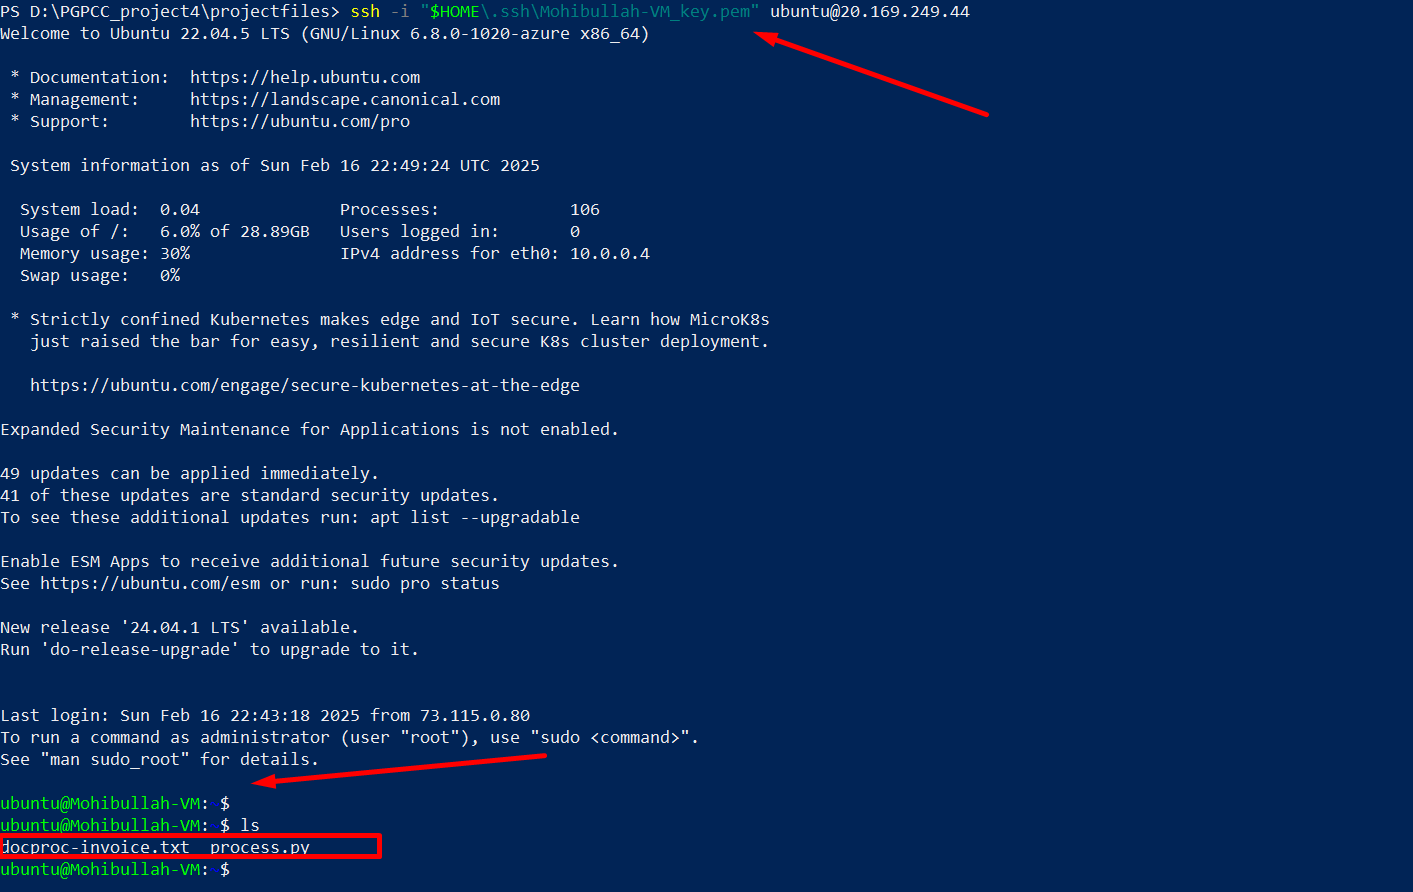 PS D:\PGPCC_project4\projectfiles> ssh -i "$HOME\.ssh\Mohibullah-VM_key.pem" ubuntu@20.169.249.44
Welcome to Ubuntu 22.04.5 LTS (GNU/Linux 6.8.0-1020-azure x86_64)
* Documentation:  https://help.ubuntu.com
* Management:     https://landscape.canonical.com
* Support:        https://ubuntu.com/pro
System information as of Sun Feb 16 22:49:24 UTC 2025
System load:  0.04              Processes:             106
Usage of /:   6.0% of 28.89GB   Users logged in:       0
Memory usage: 30%               IPv4 address for eth0: 10.0.0.4
Swap usage:   0%
* Strictly confined Kubernetes makes edge and IoT secure. Learn how MicroK8s
just raised the bar for easy, resilient and secure K8s cluster deployment.
https://ubuntu.com/engage/secure-kubernetes-at-the-edge
Expanded Security Maintenance for Applications is not enabled.
49 updates can be applied immediately.
41 of these updates are standard security updates.
To see these additional updates run: apt list --upgradable
Enable ESM Apps to receive additional future security updates.
See https://ubuntu.com/esm or run: sudo pro status
New release '24.04.1 LTS' available.
Run 'do-release-upgrade' to upgrade to it.
Last login: Sun Feb 16 22:43:18 2025 from 73.115.0.80
To run a command as administrator (user "root"), use "sudo <command>".
See "man sudo_root" for details.
ubuntu@Mohibullah-VM: $
ubuntu@Mohibullah-VM: $ ls
docproc-invoice.txt  process.py
ubuntu@Mohibullah-VM: $